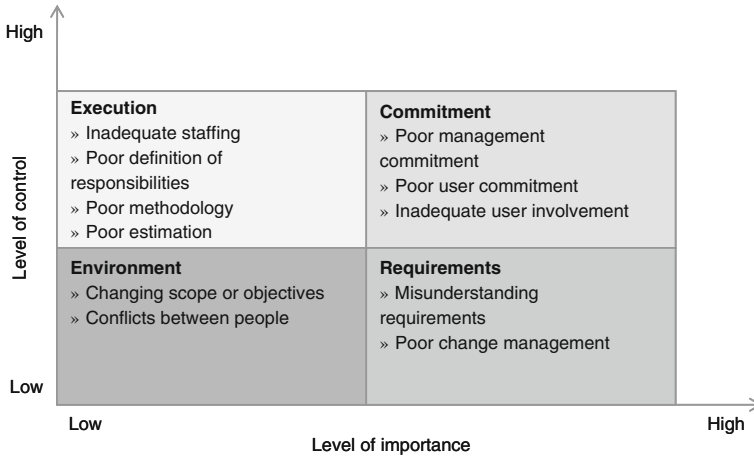 High
Level of control
Low
Execution
» Inadequate staffing
» Poor definition of
responsibilities
» Poor methodology
» Poor estimation
Commitment
» Poor management
commitment
» Poor user commitment
» Inadequate user involvement
Environment
» Changing scope or objectives
» Conflicts between people
Requirements
» Misunderstanding
requirements
» Poor change management
Low
High
Level of importance